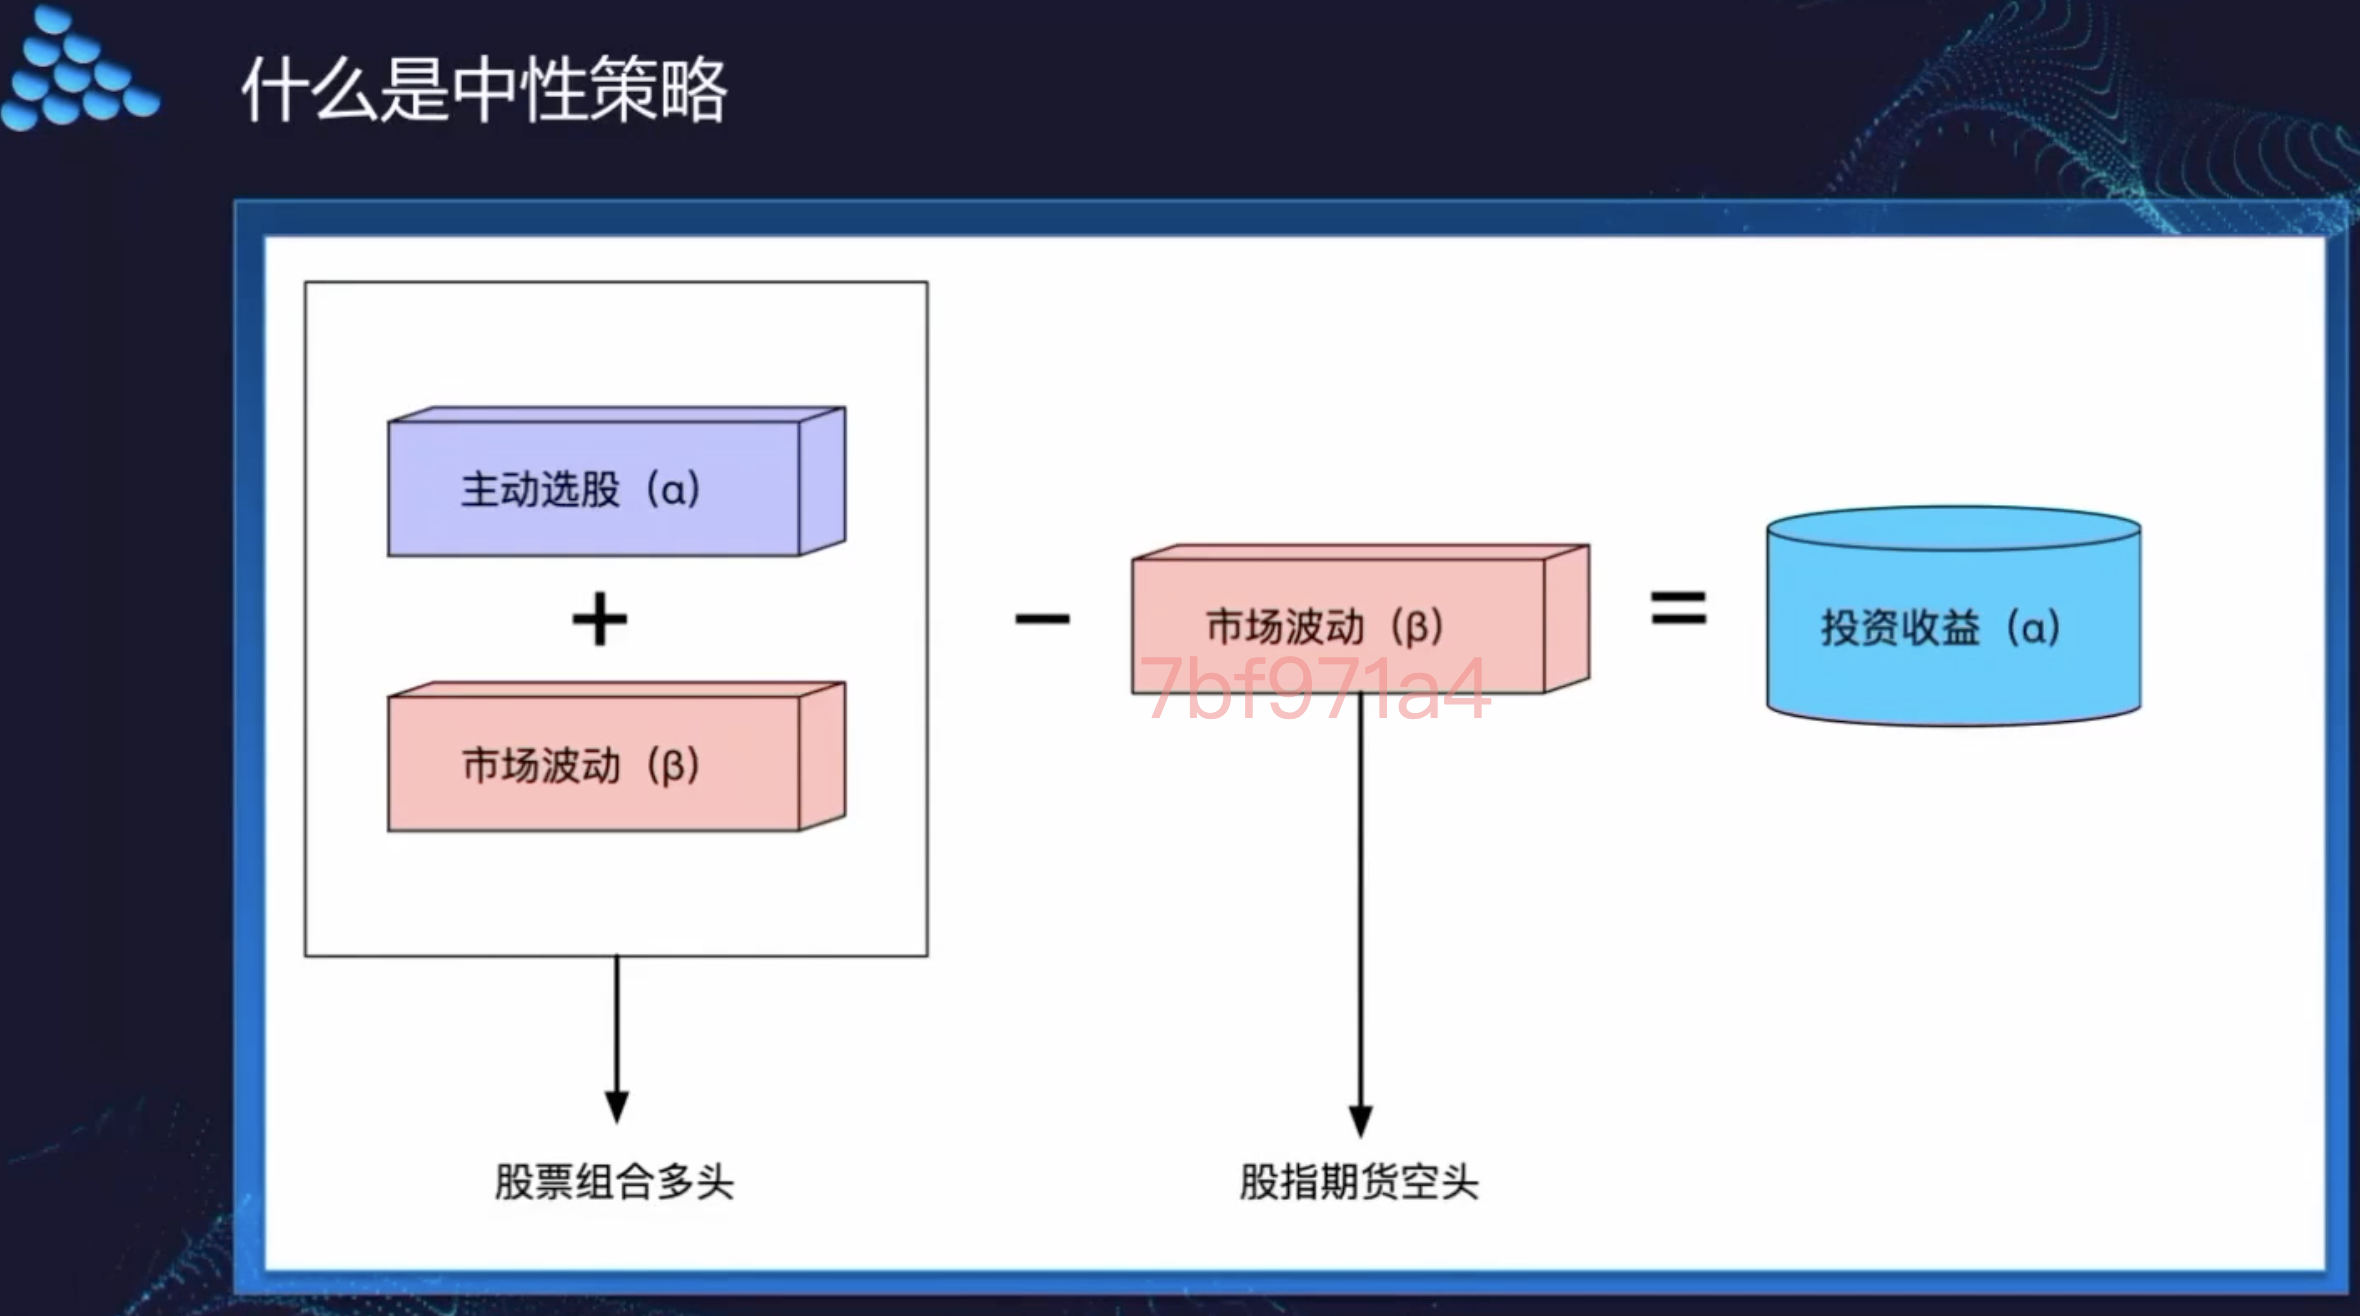 什么是中性策略
主动选股（α）
+
市场波动（β）
−
市场波动（β）
=
投资收益（α）
7bf971a4
股票组合多头
股指期货空头